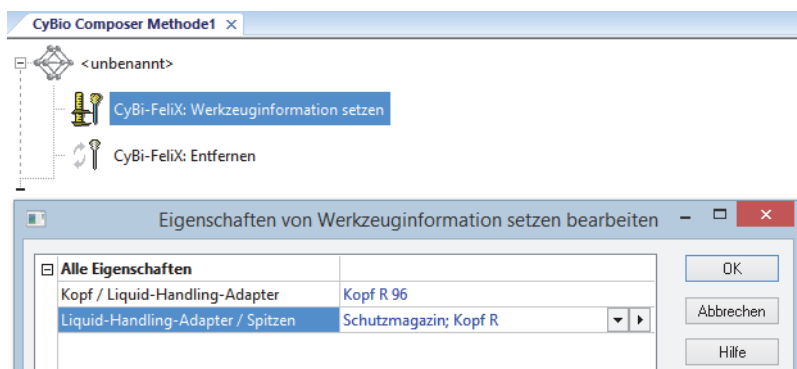 CyBio Composer Methode1 ×
<unbenannt>
CyBi-FeliX: Werkzeuginformation setzen
CyBi-FeliX: Entfernen
Eigenschaften von Werkzeuginformation setzen bearbeiten
Alle Eigenschaften
OK
Kopf / Liquid-Handling-Adapter Kopf R 96
Liquid-Handling-Adapter / Spitzen Schutzmagazin; Kopf R
Abbrechen
Hilfe